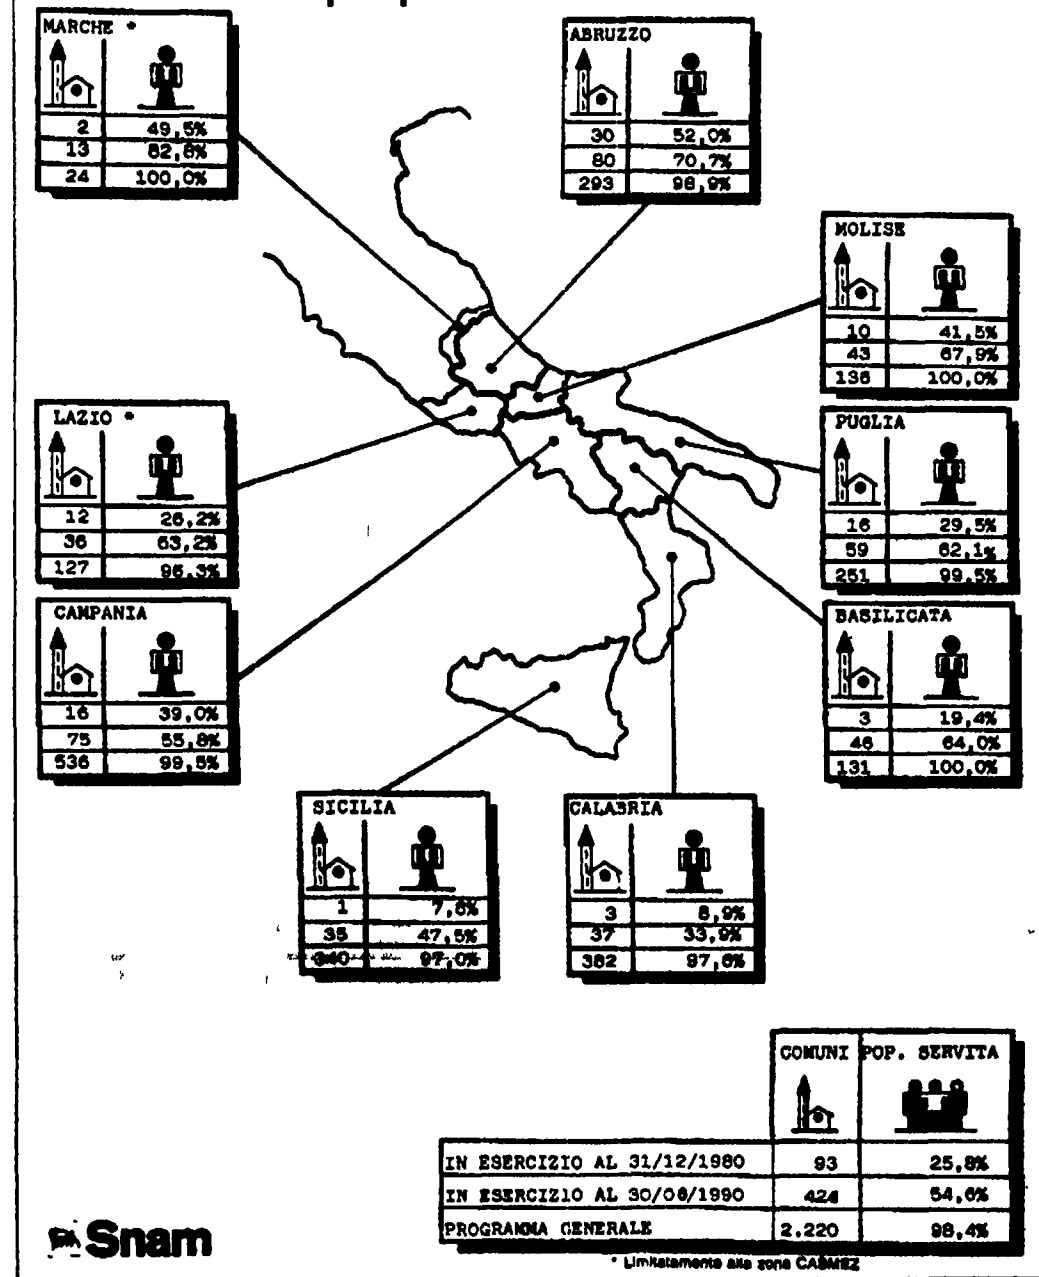 MARCHE *
2 49,5%
13 82,8%
24 100,0%
ABRUZZO
30 52,0%
80 70,7%
293 98,9%
MOLISE
10 41,5%
43 67,9%
136 100,0%
LAZIO *
12 26,2%
36 63,2%
127 96,3%
PUGLIA
16 29,5%
59 62,1%
251 99,5%
CAMPANIA
16 39,0%
75 55,8%
536 99,5%
BASILICATA
3 19,4%
46 64,0%
131 100,0%
SICILIA
1 7,6%
35 47,5%
340 97,0%
CALABRIA
3 8,9%
37 33,9%
382 97,6%
COMUNI POP. SERVITA
IN ESERCIZIO AL 31/12/1980 93 25,8%
IN ESERCIZIO AL 30/06/1990 424 54,6%
PROGRAMMA GENERALE 2.220 98,4%
Snam
* Limitatamente alla zona CASMEZ